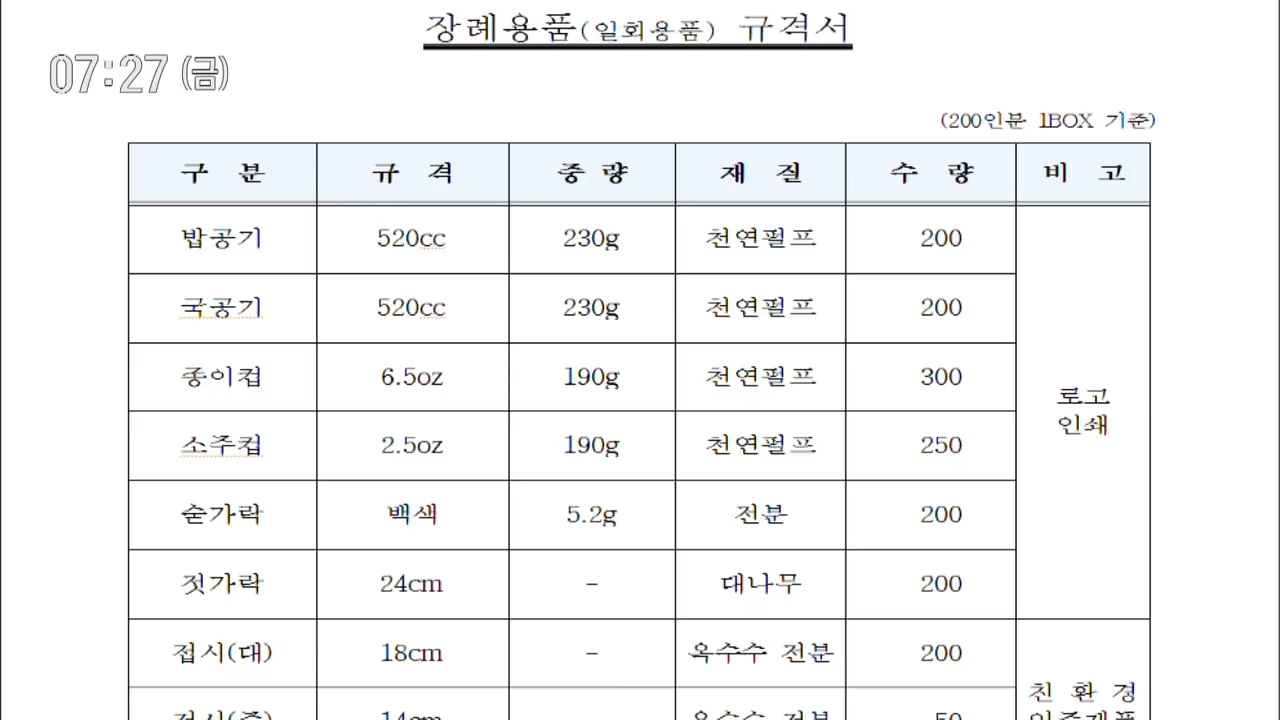 장례용품(일회용품) 규격서
07:27 (금)
(200인분 1BOX 기준)
구 분 규 격 중 량 재 질 수 량 비 고
밥공기 520cc 230g 천연펄프 200
국공기 520cc 230g 천연펄프 200
종이컵 6.5oz 190g 천연펄프 300
로고
인쇄
소주컵 2.5oz 190g 천연펄프 250
숟가락 백색 5.2g 전분 200
젓가락 24cm - 대나무 200
접시(대) 18cm - 옥수수 전분 200
친 환 경
접시(중) 14cm 옥수수 전분 50